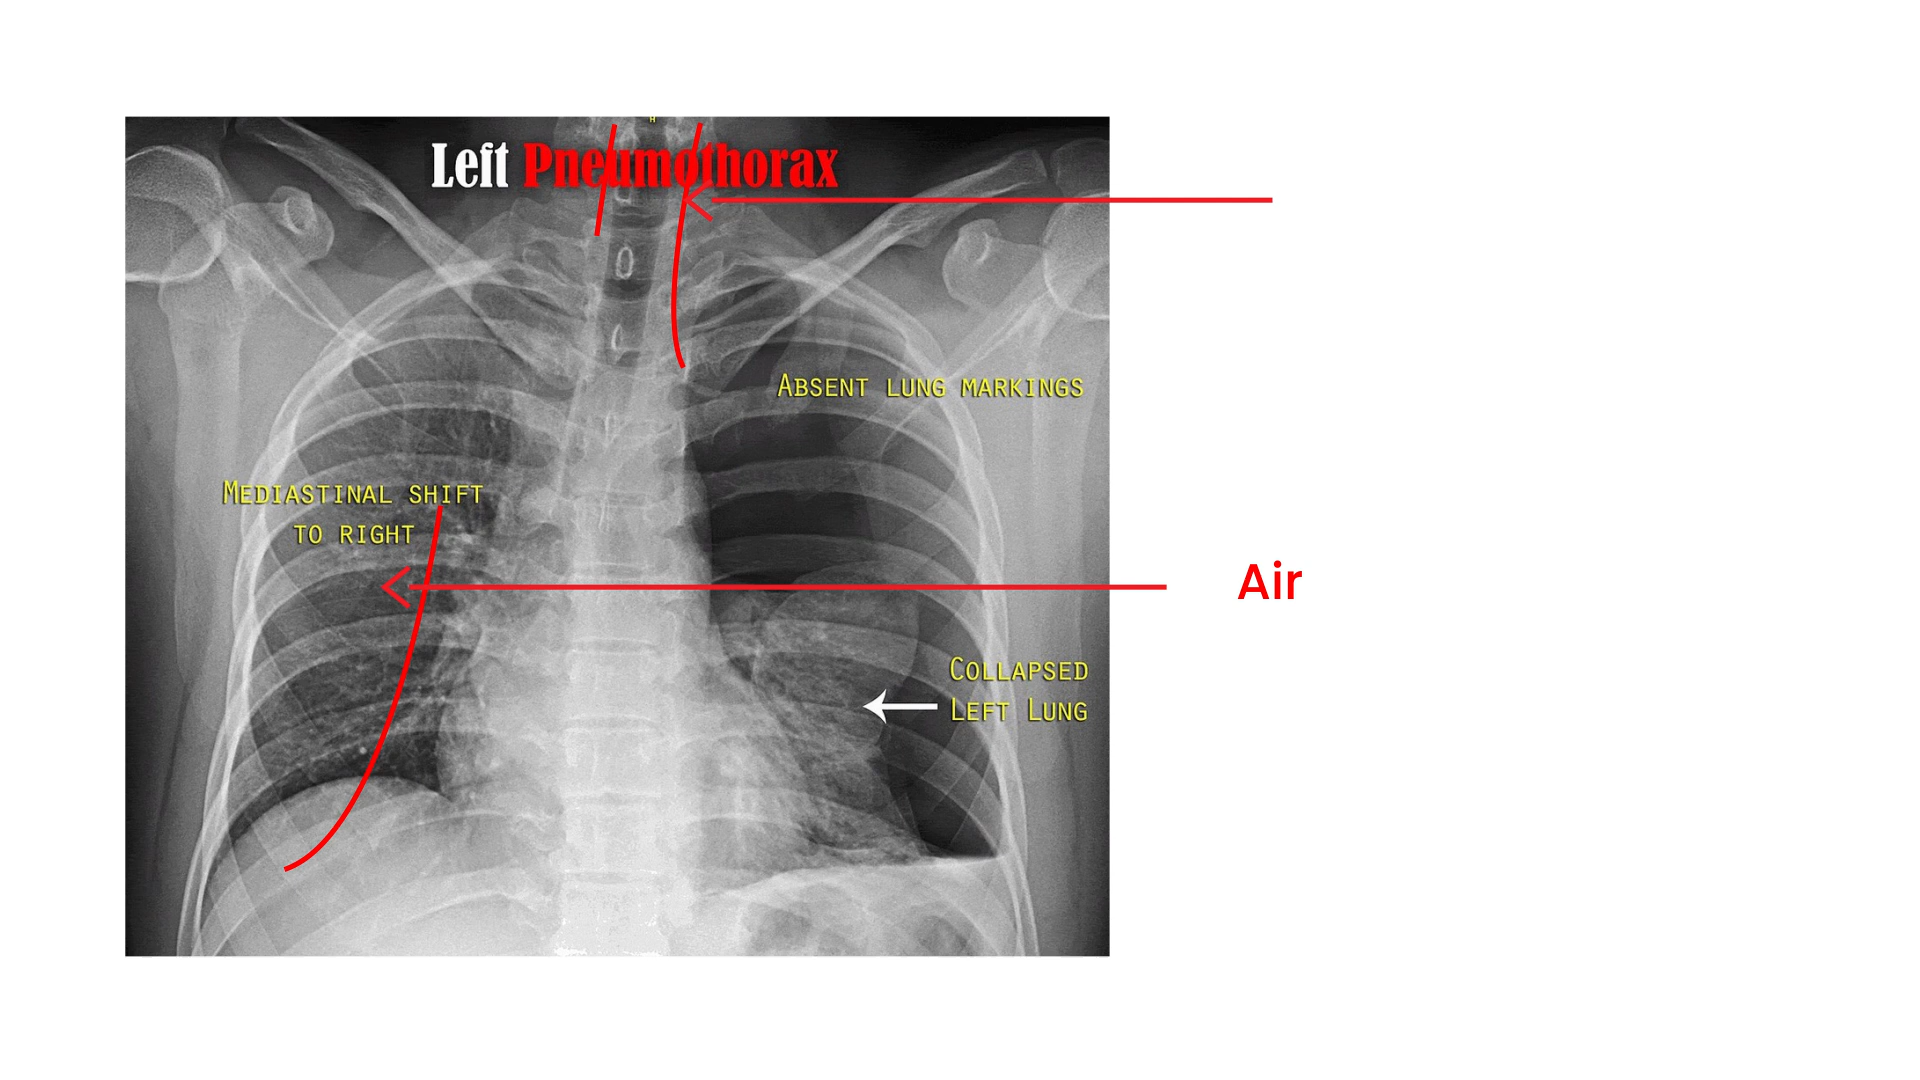 H
Left Pneumothorax
Absent lung markings
Mediastinal shift
to right
Air
Collapsed
Left Lung